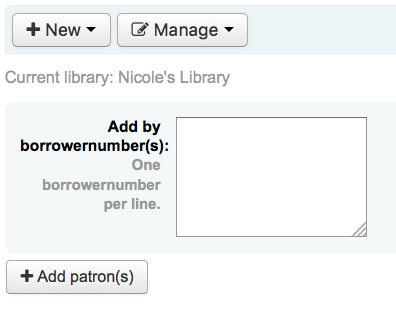 + New Manage
Current library: Nicole's Library
Add by
borrowernumber(s):
One
borrowernumber
per line.
+ Add patron(s)